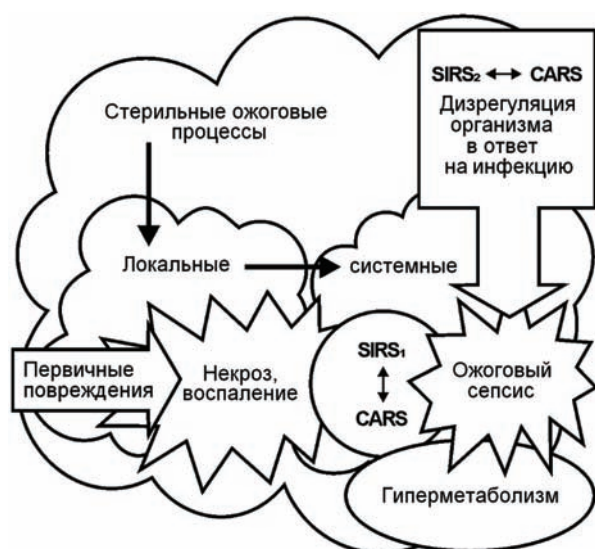 SIRS₂ ↔ CARS
Дизрегуляция
организма
в ответ
на инфекцию
Стерильные ожоговые
процессы
Локальные
системные
Первичные
повреждения
Некроз,
воспаление
SIRS₁
CARS
Ожоговый
сепсис
Гиперметаболизм